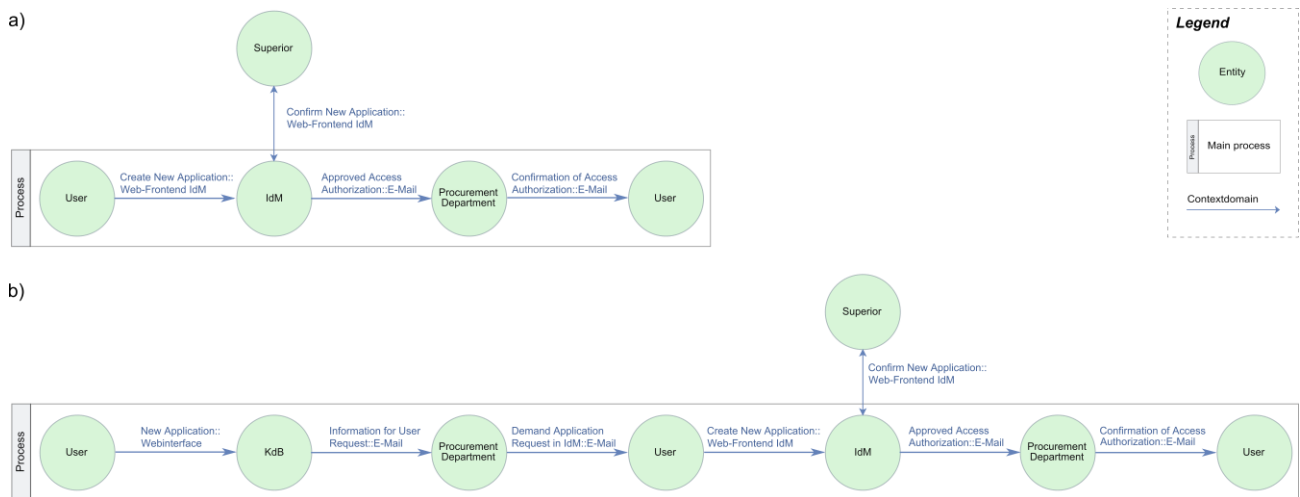 a)
Superior
Confirm New Application::
Web-Frontend IdM
Process
User
Create New Application::
Web-Frontend IdM
IdM
Approved Access
Authorization::E-Mail
Procurement
Department
Confirmation of Access
Authorization::E-Mail
User
Legend
Entity
Process
Main process
Contextdomain
b)
Superior
Confirm New Application::
Web-Frontend IdM
Process
User
New Application::
Webinterface
KdB
Information for User
Request::E-Mail
Procurement
Department
Demand Application
Request in IdM::E-Mail
User
Create New Application::
Web-Frontend IdM
IdM
Approved Access
Authorization::E-Mail
Procurement
Department
Confirmation of Access
Authorization::E-Mail
User